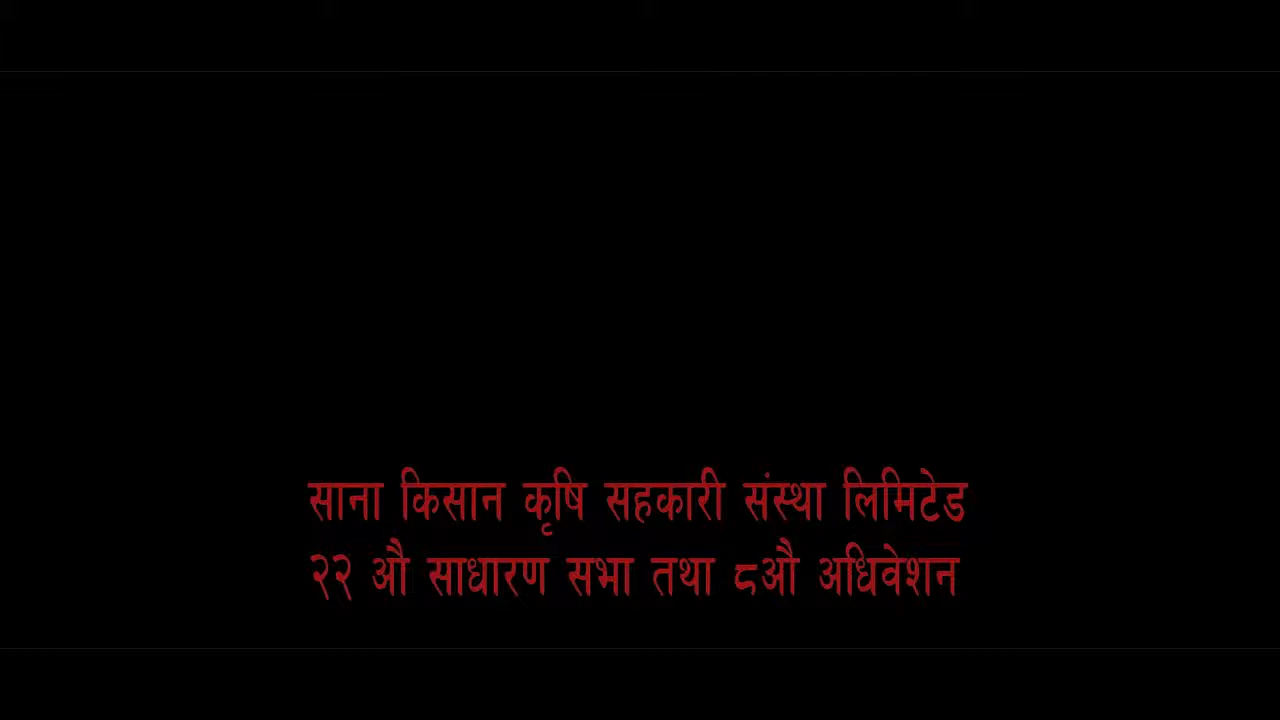 साना किसान कृषि सहकारी संस्था लिमिटेड
२२ औ साधारण सभा तथा ८औ अधिवेशन